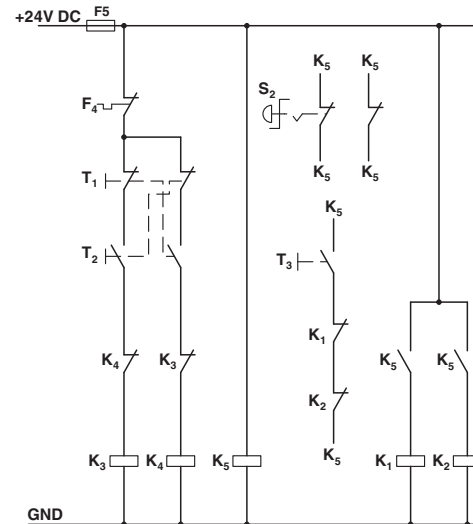 +24V DC F5
K5 K5
S2
F4
K5 K5
T1
K5
T2 T3
K1
K4 K3 K5 K5
K2
K5
K3 K4 K5 K1 K2
GND